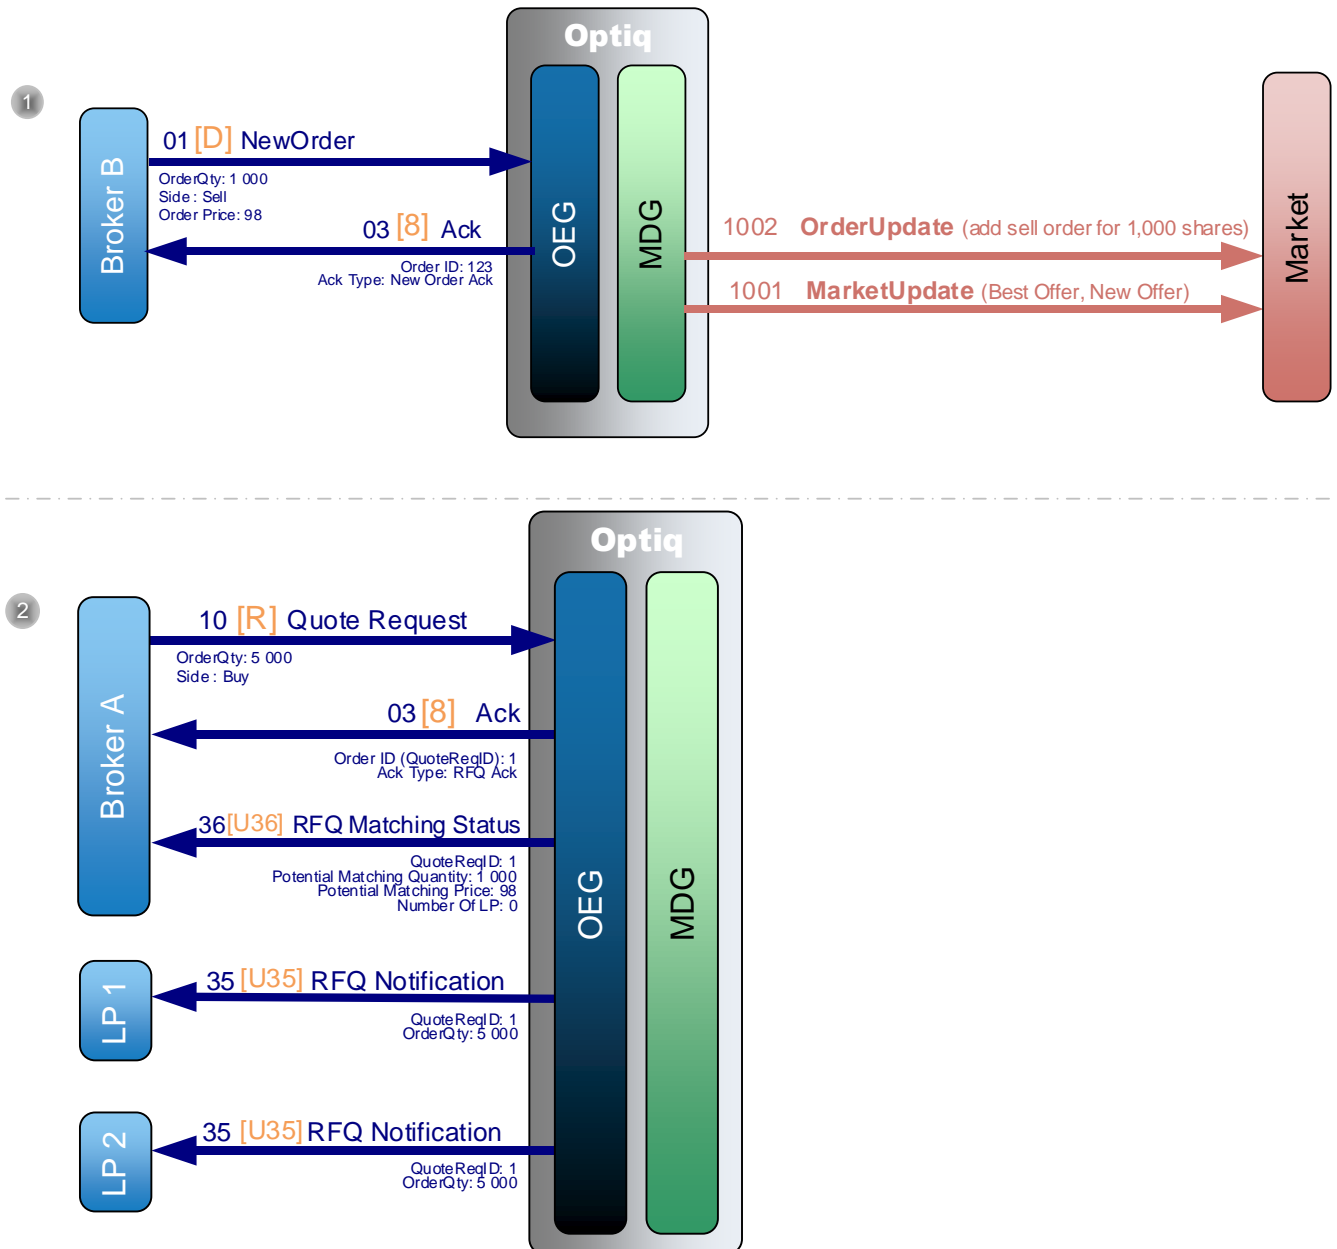 Optiq
1
Broker B
01 [D] NewOrder
OrderQty: 1 000
Side : Sell
Order Price: 98
03 [8] Ack
Order ID: 123
Ack Type: New Order Ack
OEG
MDG
1002 OrderUpdate (add sell order for 1,000 shares)
1001 MarketUpdate (Best Offer, New Offer)
Market
Optiq
2
Broker A
10 [R] Quote Request
OrderQty: 5 000
Side : Buy
03 [8] Ack
Order ID (QuoteReqID): 1
Ack Type: RFQ Ack
36 [U36] RFQ Matching Status
QuoteReqID: 1
Potential Matching Quantity: 1 000
Potential Matching Price: 98
Number Of LP: 0
OEG
MDG
LP 1
35 [U35] RFQ Notification
QuoteReqID: 1
OrderQty: 5 000
LP 2
35 [U35] RFQ Notification
QuoteReqID: 1
OrderQty: 5 000